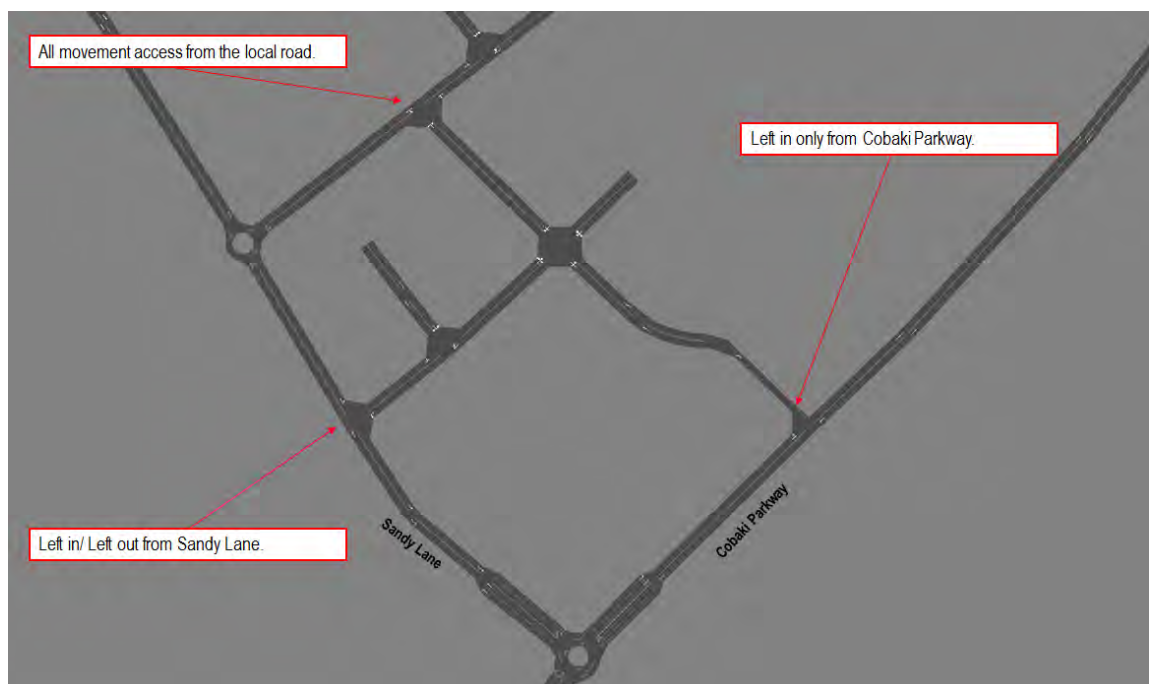 All movement access from the local road.
Left in only from Cobaki Parkway.
Left in/ Left out from Sandy Lane.
Sandy Lane
Cobaki Parkway